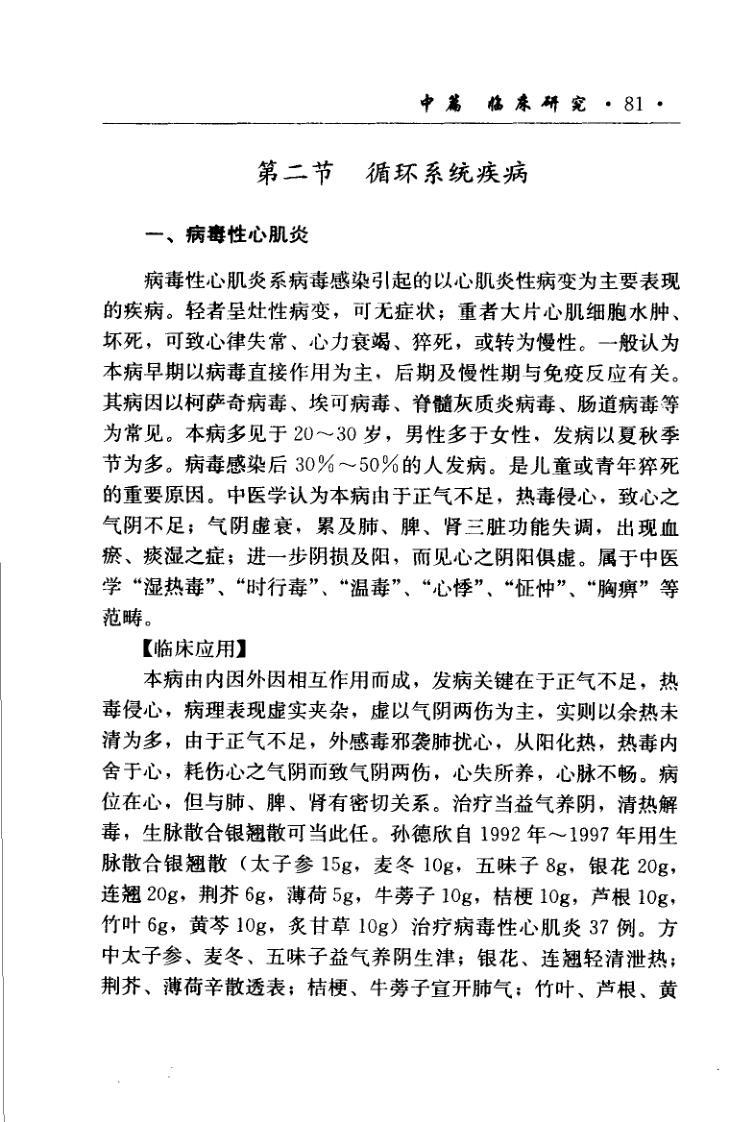 中篇 临床研究 · 81 ·
第二节 循环系统疾病
一、病毒性心肌炎
病毒性心肌炎系病毒感染引起的以心肌炎性病变为主要表现
的疾病。轻者呈灶性病变，可无症状；重者大片心肌细胞水肿、
坏死，可致心律失常、心力衰竭、猝死，或转为慢性。一般认为
本病早期以病毒直接作用为主，后期及慢性期与免疫反应有关。
其病因以柯萨奇病毒、埃可病毒、脊髓灰质炎病毒、肠道病毒等
为常见。本病多见于 20～30 岁，男性多于女性，发病以夏秋季
节为多。病毒感染后 30％～50％的人发病。是儿童或青年猝死
的重要原因。中医学认为本病由于正气不足，热毒侵心，致心之
气阴不足；气阴虚衰，累及肺、脾、肾三脏功能失调，出现血
瘀、痰湿之症；进一步阴损及阳，而见心之阴阳俱虚。属于中医
学“湿热毒”、“时行毒”、“温毒”、“心悸”、“怔忡”、“胸痹”等
范畴。
【临床应用】
本病由内因外因相互作用而成，发病关键在于正气不足，热
毒侵心，病理表现虚实夹杂，虚以气阴两伤为主，实则以余热未
清为多，由于正气不足，外感毒邪袭肺扰心，从阳化热，热毒内
舍于心，耗伤心之气阴而致气阴两伤，心失所养，心脉不畅。病
位在心，但与肺、脾、肾有密切关系。治疗当益气养阴，清热解
毒，生脉散合银翘散可当此任。孙德欣自 1992 年～1997 年用生
脉散合银翘散（太子参 15g，麦冬 10g，五味子 8g，银花 20g，
连翘 20g，荆芥 6g，薄荷 5g，牛蒡子 10g，桔梗 10g，芦根 10g，
竹叶 6g，黄芩 10g，炙甘草 10g）治疗病毒性心肌炎 37 例。方
中太子参、麦冬、五味子益气养阴生津；银花、连翘轻清泄热；
荆芥、薄荷辛散透表；桔梗、牛蒡子宣开肺气；竹叶、芦根、黄